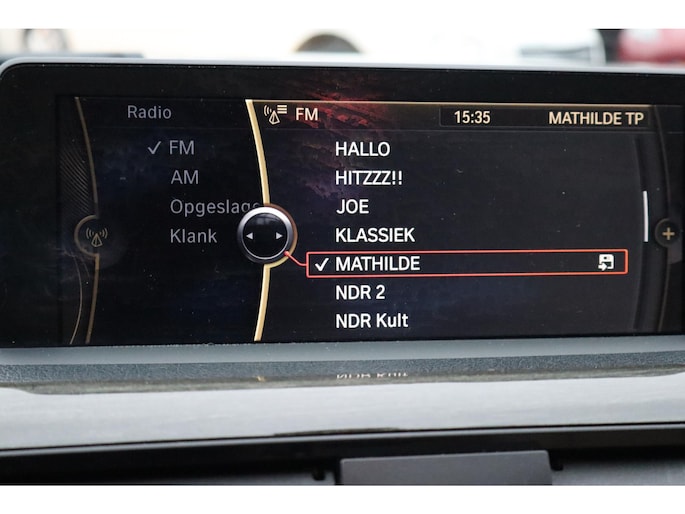 Radio
FM 15:35 MATHILDE TP
✓ FM
AM
Opgeslag
Klank
HALLO
HITZZZ!!
JOE
KLASSIEK
✓ MATHILDE
NDR 2
NDR Kult